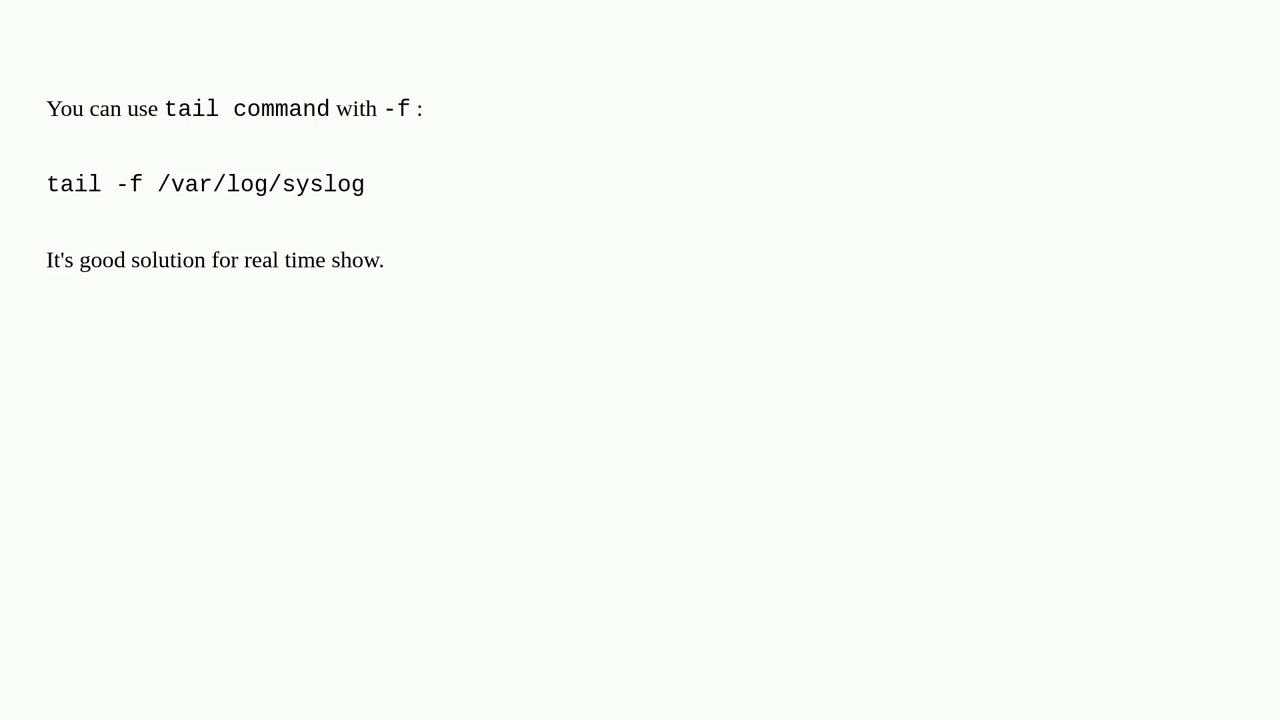 You can use tail command with -f :
tail -f /var/log/syslog
It's good solution for real time show.